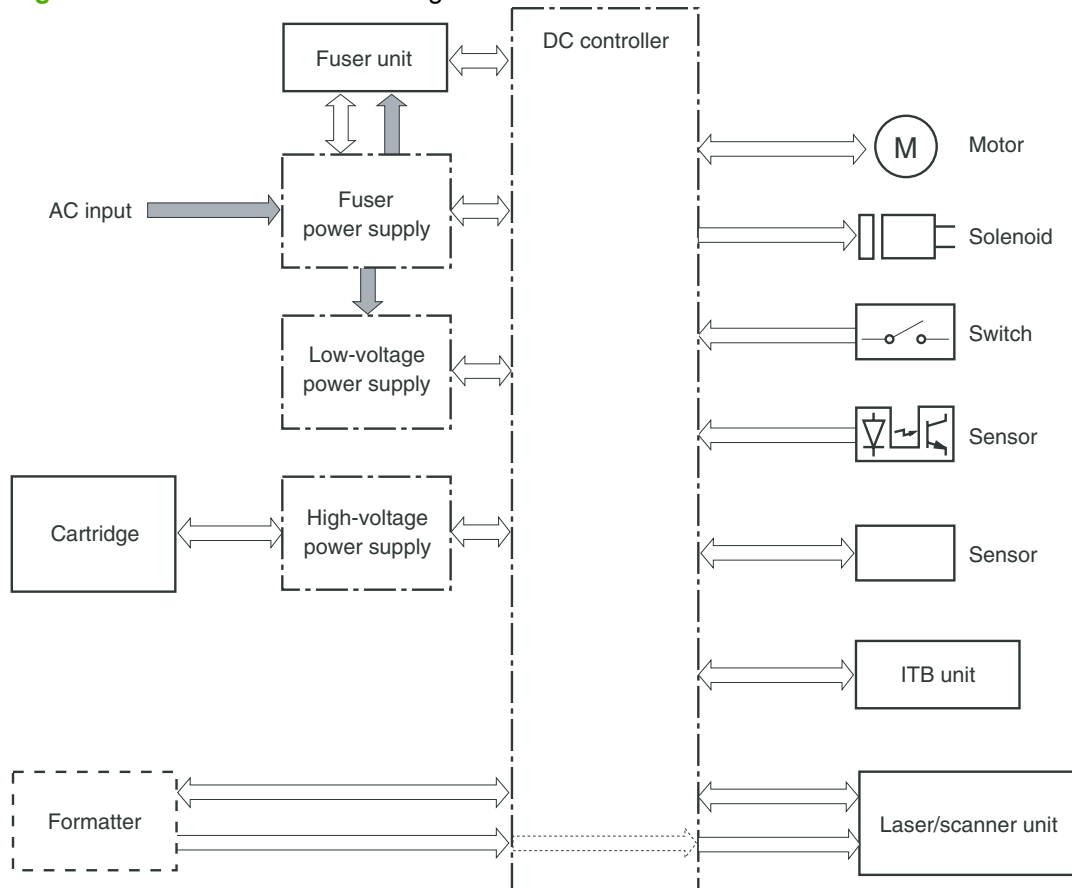 DC controller
Fuser unit
M
Motor
AC input
Fuser
power supply
Solenoid
Low-voltage
power supply
Switch
Sensor
Cartridge
High-voltage
power supply
Sensor
ITB unit
Formatter
Laser/scanner unit